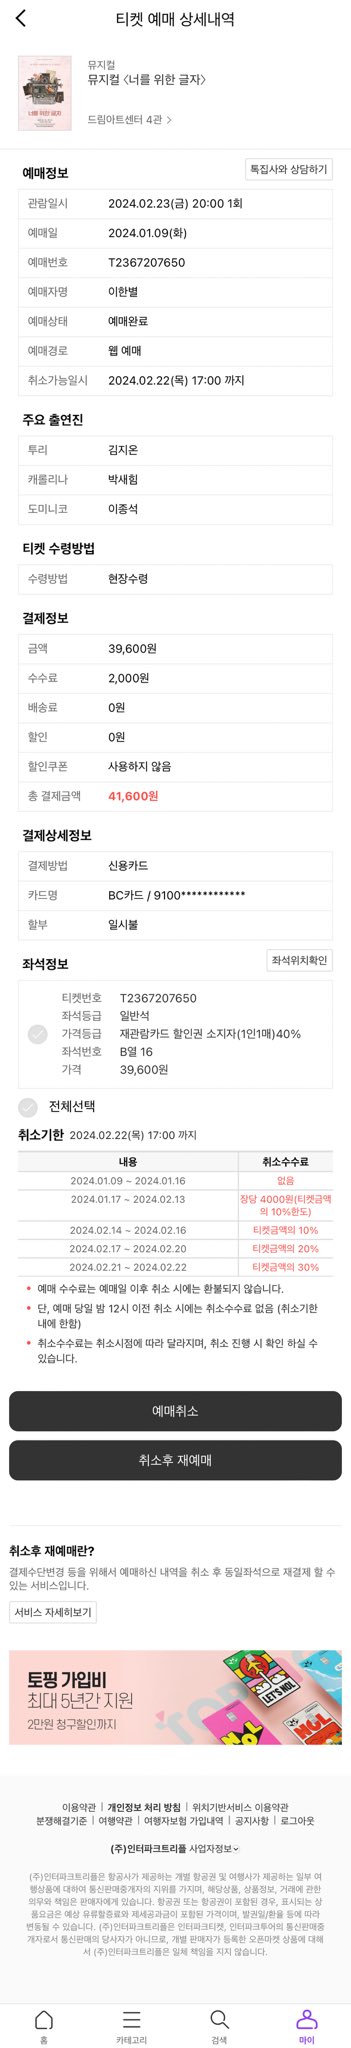 티켓 예매 상세내역
너를 위한 글자
뮤지컬
뮤지컬 〈너를 위한 글자〉
드림아트센터 4관 >
예매정보
톡집사와 상담하기
관람일시 2024.02.23(금) 20:00 1회
예매일 2024.01.09(화)
예매번호 T2367207650
예매자명 이한별
예매상태 예매완료
예매경로 웹 예매
취소가능일시 2024.02.22(목) 17:00 까지
주요 출연진
투리 김지온
캐롤리나 박새힘
도미니코 이종석
티켓 수령방법
수령방법 현장수령
결제정보
금액 39,600원
수수료 2,000원
배송료 0원
할인 0원
할인쿠폰 사용하지 않음
총 결제금액 41,600원
결제상세정보
결제방법 신용카드
카드명 BC카드 / 9100************
할부 일시불
좌석정보
좌석위치확인
티켓번호 T2367207650
좌석등급 일반석
가격등급 재관람카드 할인권 소지자(1인1매)40%
좌석번호 B열 16
가격 39,600원
전체선택
취소기한 2024.02.22(목) 17:00 까지
내용 취소수수료
2024.01.09 ~ 2024.01.16 없음
2024.01.17 ~ 2024.02.13 장당 4000원(티켓금액
의 10%한도)
2024.02.14 ~ 2024.02.16 티켓금액의 10%
2024.02.17 ~ 2024.02.20 티켓금액의 20%
2024.02.21 ~ 2024.02.22 티켓금액의 30%
• 예매 수수료는 예매일 이후 취소 시에는 환불되지 않습니다.
• 단, 예매 당일 밤 12시 이전 취소 시에는 취소수수료 없음 (취소기한
내에 한함)
• 취소수수료는 취소시점에 따라 달라지며, 취소 진행 시 확인 하실 수
있습니다.
예매취소
취소후 재예매
취소후 재예매란?
결제수단변경 등을 위해서 예매하신 내역을 취소 후 동일좌석으로 재결제 할 수
있는 서비스입니다.
서비스 자세히보기
토핑 가입비
최대 5년간 지원
2만원 청구할인까지
LET'S NOL
NOL
NOL
이용약관 | 개인정보 처리 방침 | 위치기반서비스 이용약관
분쟁해결기준 | 여행약관 | 여행자보험 가입내역 | 공지사항 | 로그아웃
(주)인터파크트리플 사업자정보
(주)인터파크트리플은 항공사가 제공하는 개별 항공권 및 여행사가 제공하는 일부 여
행상품에 대하여 통신판매중개자의 지위를 가지며, 해당상품, 상품정보, 거래에 관한
의무와 책임은 판매자에게 있습니다. 항공권 또는 항공권이 포함된 경우, 표시되는 상
품요금은 예상 유류할증료와 제세공과금이 포함된 가격이며, 발권일/환율 등에 따라
변동될 수 있습니다. (주)인터파크트리플은 인터파크티켓, 인터파크투어의 통신판매중
개자로서 통신판매의 당사자가 아니므로, 개별 판매자가 등록한 오픈마켓 상품에 대해
서 (주)인터파크트리플은 일체 책임을 지지 않습니다.
홈 카테고리 검색 마이